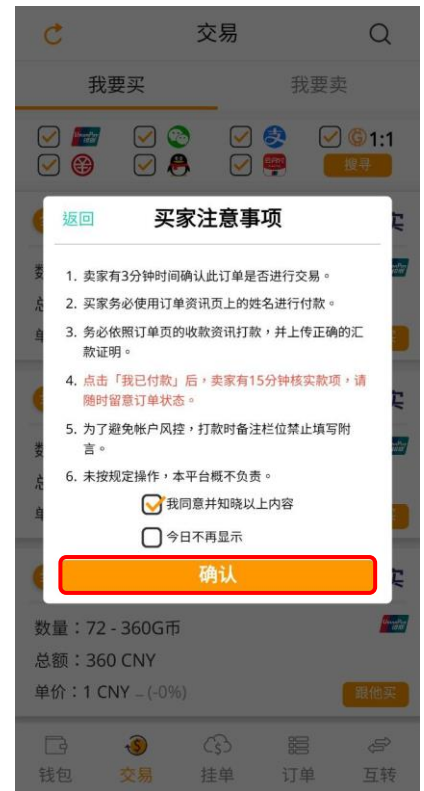 交易
我要买
我要卖
1:1
搜寻
返回
买家注意事项
1. 卖家有3分钟时间确认此订单是否进行交易。
2. 买家务必使用订单资讯页上的姓名进行付款。
3. 务必依照订单页的收款资讯打款，并上传正确的汇
款证明。
4. 点击「我已付款」后，卖家有15分钟核实款项，请
随时留意订单状态。
5. 为了避免帐户风控，打款时备注栏位禁止填写附
言。
6. 未按规定操作，本平台概不负责。
我同意并知晓以上内容
今日不再显示
确认
数量：72 - 360G币
总额：360 CNY
单价：1 CNY – (-0%)
跟他买
钱包
交易
挂单
订单
互转